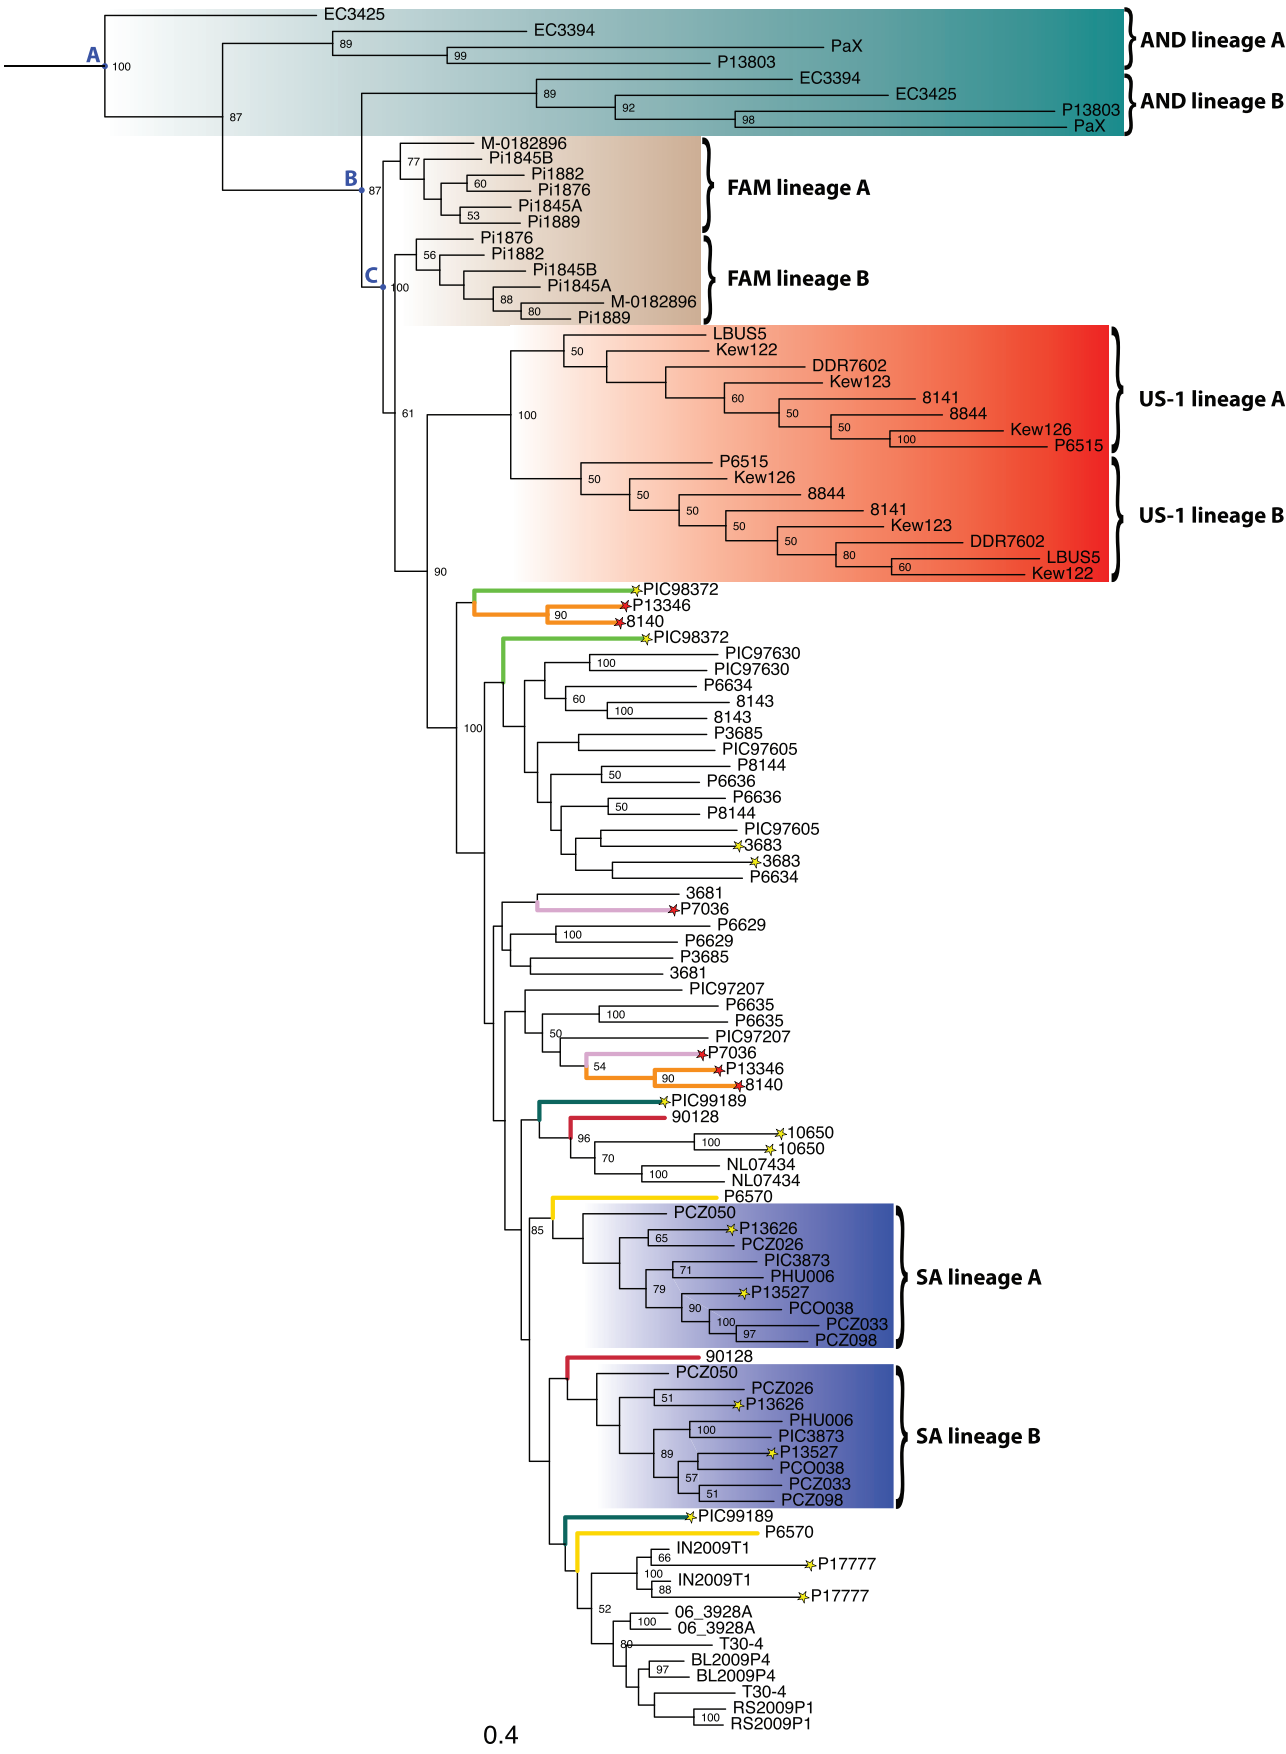 EC3425
EC3394
AND lineage A
89
PaX
A
100
99
P13803
EC3394
89
EC3425
AND lineage B
92
P13803
87
98
PaX
M-0182896
77
Pi1845B
Pi1882
B
87
60
Pi1876
FAM lineage A
Pi1845A
53
Pi1889
Pi1876
56
Pi1882
Pi1845B
C
100
Pi1845A
FAM lineage B
88
M-0182896
80
Pi1889
LBUS5
50
Kew122
DDR7602
Kew123
60
8141
US-1 lineage A
61
100
50
8844
50
Kew126
100
P6515
P6515
50
Kew126
50
8844
50
8141
US-1 lineage B
50
Kew123
50
DDR7602
80
LBUS5
90
60
Kew122
PIC98372
P13346
90
8140
PIC98372
PIC97630
100
PIC97630
P6634
60
8143
100
8143
100
P3685
PIC97605
P8144
50
P6636
P6636
50
P8144
PIC97605
3683
3683
P6634
3681
P7036
P6629
100
P6629
P3685
3681
PIC97207
P6635
100
P6635
50
PIC97207
P7036
54
P13346
90
8140
PIC99189
90128
96
10650
100
10650
70
NL07434
100
NL07434
P6570
85
PCZ050
P13626
65
PCZ026
PIC3873
71
PHU006
SA lineage A
79
P13527
90
PCO038
100
PCZ033
97
PCZ098
90128
PCZ050
PCZ026
51
P13626
PHU006
100
PIC3873
SA lineage B
89
P13527
PCO038
57
PCZ033
51
PCZ098
PIC99189
P6570
IN2009T1
66
P17777
100
IN2009T1
88
P17777
52
06_3928A
100
06_3928A
80
T30-4
BL2009P4
97
BL2009P4
T30-4
RS2009P1
100
RS2009P1
0.4